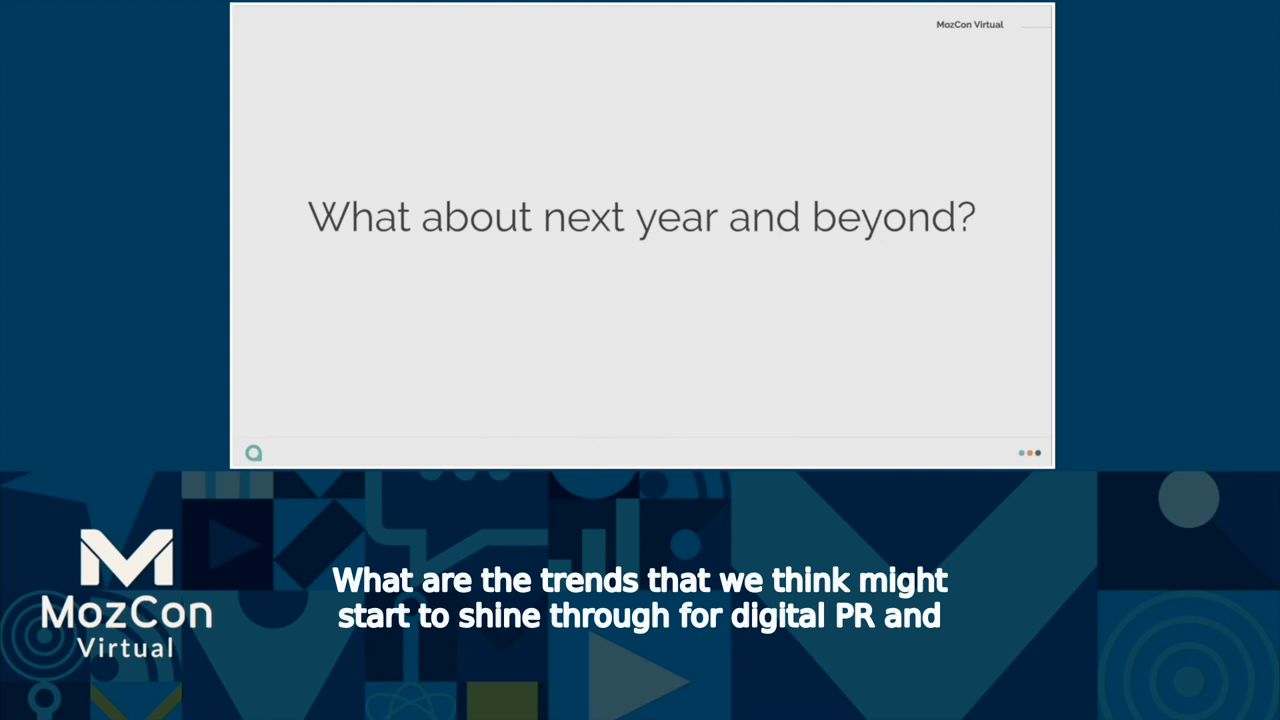 MozCon Virtual
What about next year and beyond?
What are the trends that we think might
start to shine through for digital PR and
MozCon
Virtual